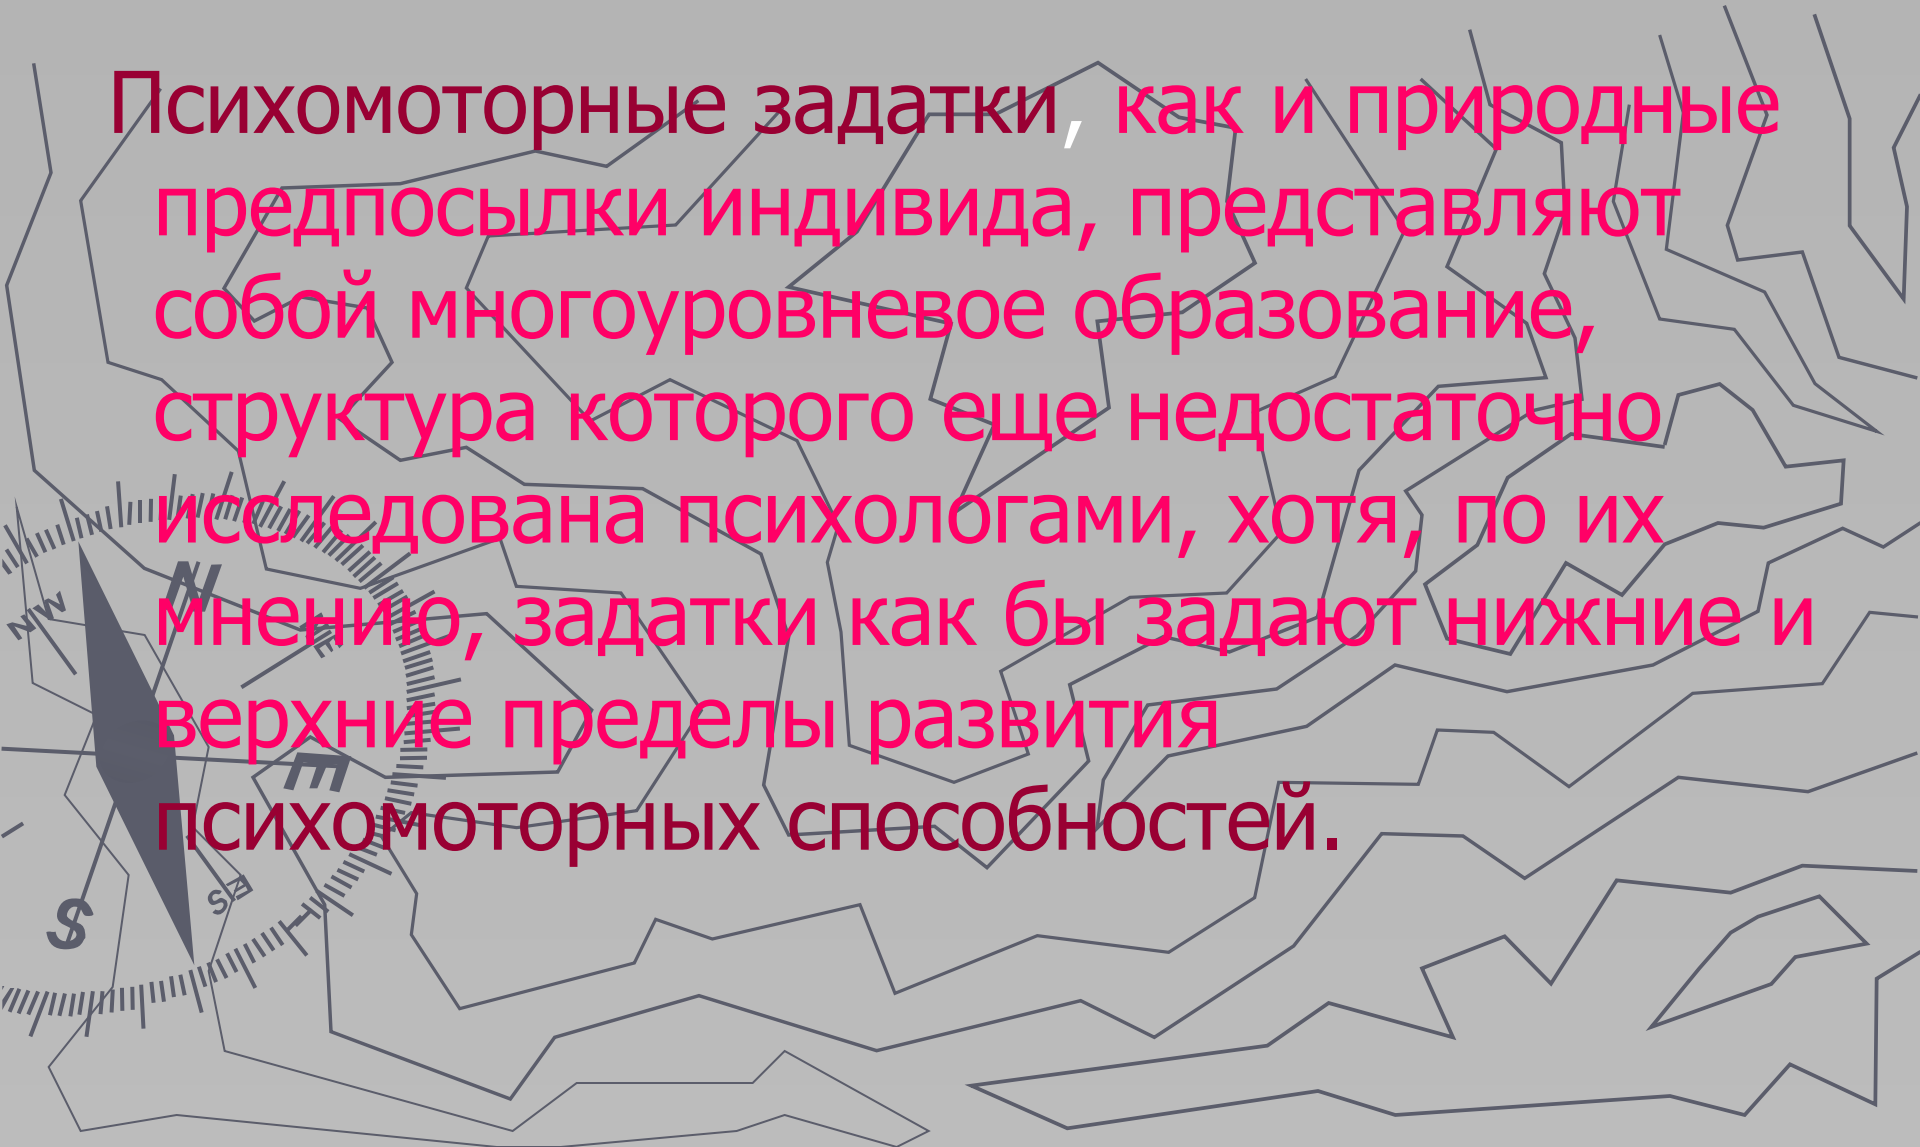 Психомоторные задатки, как и природные
предпосылки индивида, представляют
собой многоуровневое образование,
структура которого еще недостаточно
исследована психологами, хотя, по их
мнению, задатки как бы задают нижние и
верхние пределы развития
психомоторных способностей.
N
NW
E
S